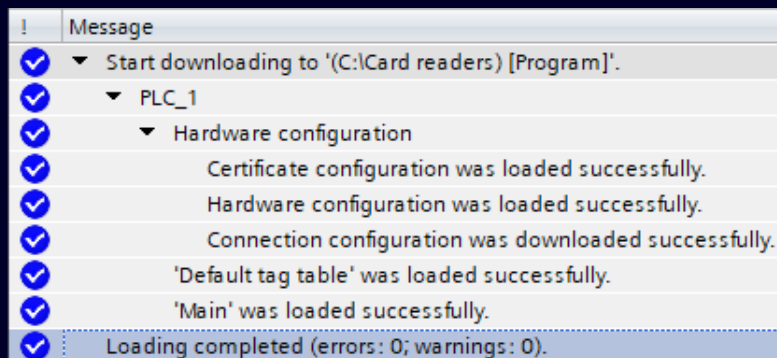 ! Message
Start downloading to '(C:\Card readers) [Program]'.
PLC_1
Hardware configuration
Certificate configuration was loaded successfully.
Hardware configuration was loaded successfully.
Connection configuration was downloaded successfully.
'Default tag table' was loaded successfully.
'Main' was loaded successfully.
Loading completed (errors: 0; warnings: 0).